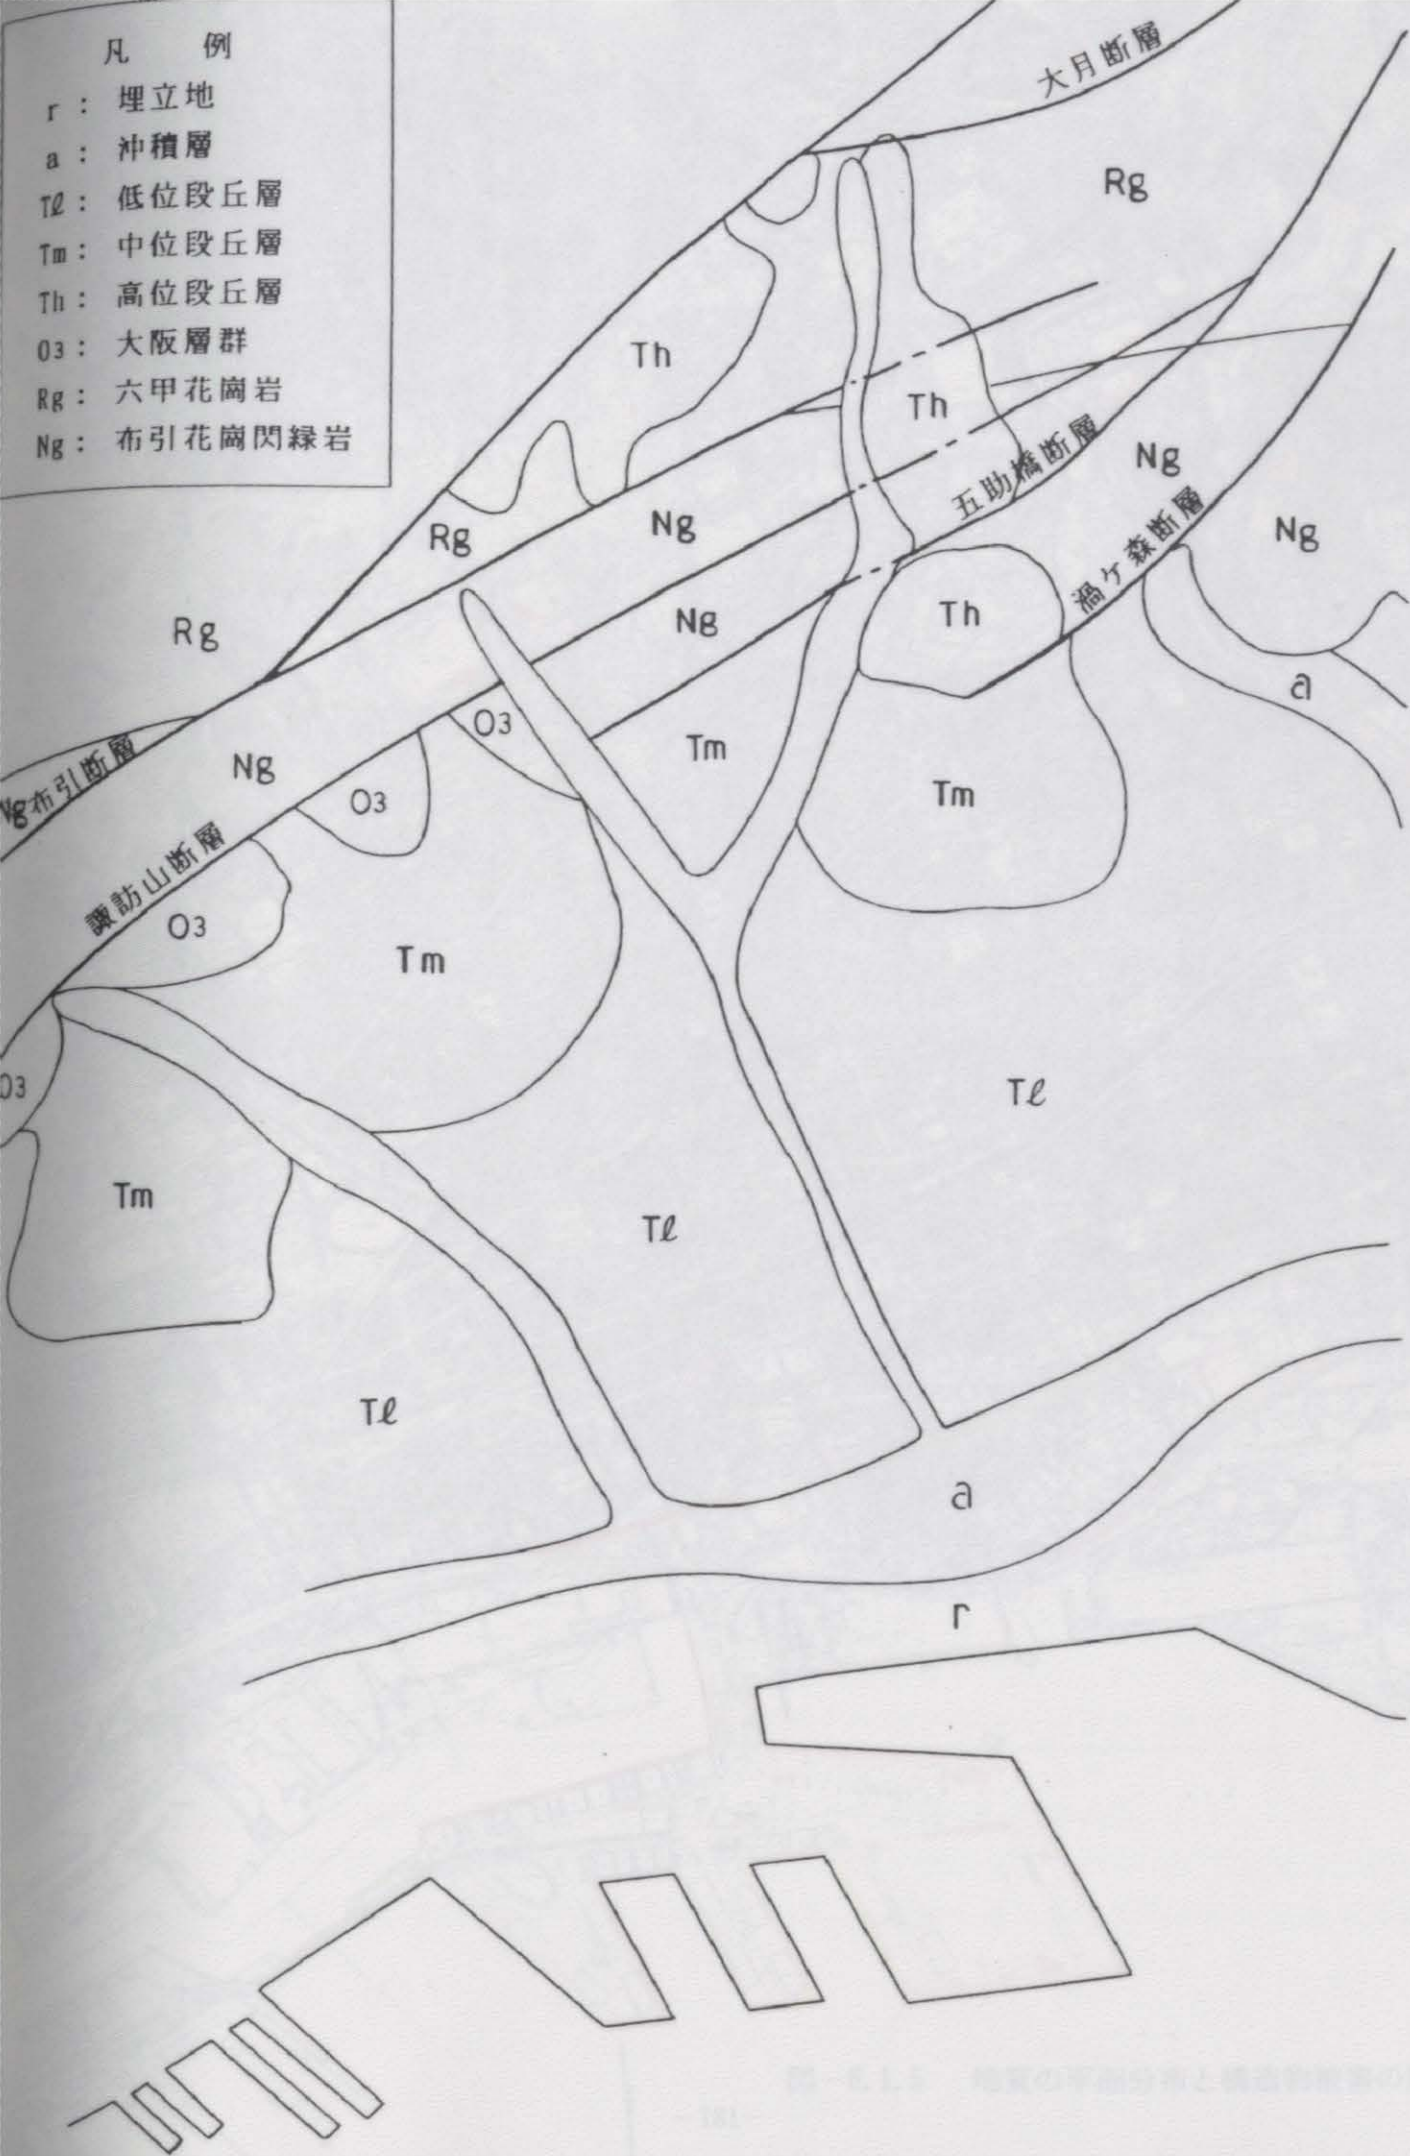 凡 例
r : 埋立地
a : 沖積層
Tℓ : 低位段丘層
Tm : 中位段丘層
Th : 高位段丘層
O3 : 大阪層群
Rg : 六甲花崗岩
Ng : 布引花崗閃緑岩
大月断層
Rg
Th
Th
五助橋断層
Ng
Rg
Ng
渦ケ森断層
Ng
Rg
Ng
Th
a
O3
Tm
布引断層
Ng
O3
Tm
諏訪山断層
O3
Tm
O3
Tℓ
Tm
Tℓ
Tℓ
a
r